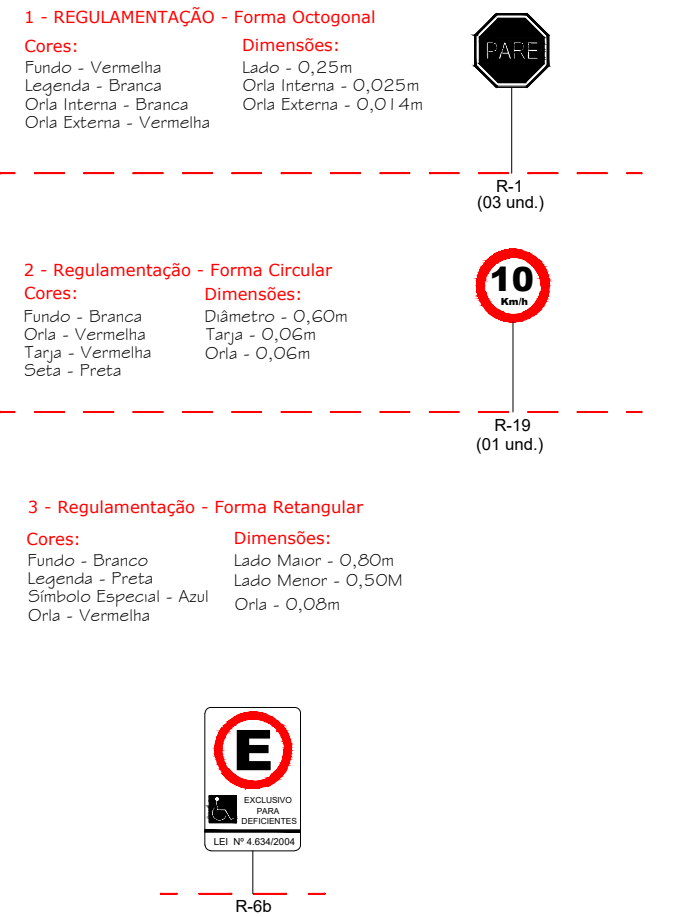 1 - REGULAMENTAÇÃO - Forma Octogonal
Cores:
Fundo - Vermelha
Legenda - Branca
Orla Interna - Branca
Orla Externa - Vermelha
Dimensões:
Lado - 0,25m
Orla Interna - 0,025m
Orla Externa - 0,014m
PARE
R-1
(03 und.)
2 - Regulamentação - Forma Circular
Cores:
Fundo - Branca
Orla - Vermelha
Tarja - Vermelha
Seta - Preta
Dimensões:
Diâmetro - 0,60m
Tarja - 0,06m
Orla - 0,06m
10
Km/h
R-19
(01 und.)
3 - Regulamentação - Forma Retangular
Cores:
Fundo - Branco
Legenda - Preta
Símbolo Especial - Azul
Orla - Vermelha
Dimensões:
Lado Maior - 0,80m
Lado Menor - 0,50M
Orla - 0,08m
E
EXCLUSIVO
PARA
DEFICIENTES
LEI Nº 4.634/2004
R-6b